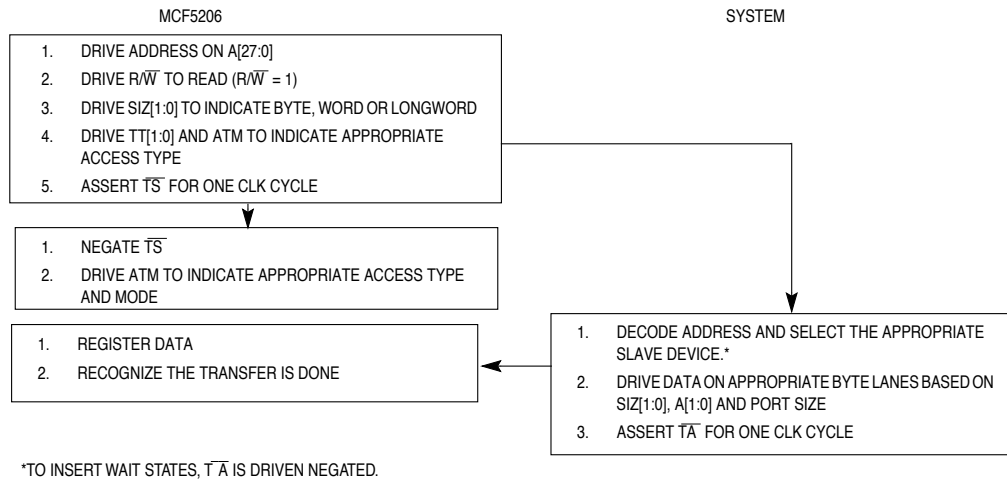 MCF5206
SYSTEM
1. DRIVE ADDRESS ON A[27:0]
2. DRIVE R/W̅ TO READ (R/W̅ = 1)
3. DRIVE SIZ[1:0] TO INDICATE BYTE, WORD OR LONGWORD
4. DRIVE TT[1:0] AND ATM TO INDICATE APPROPRIATE
ACCESS TYPE
5. ASSERT T̅S̅ FOR ONE CLK CYCLE
1. NEGATE T̅S̅
2. DRIVE ATM TO INDICATE APPROPRIATE ACCESS TYPE
AND MODE
1. DECODE ADDRESS AND SELECT THE APPROPRIATE
SLAVE DEVICE.*
2. DRIVE DATA ON APPROPRIATE BYTE LANES BASED ON
SIZ[1:0], A[1:0] AND PORT SIZE
3. ASSERT T̅A̅ FOR ONE CLK CYCLE
1. REGISTER DATA
2. RECOGNIZE THE TRANSFER IS DONE
*TO INSERT WAIT STATES, T̅ A̅ IS DRIVEN NEGATED.